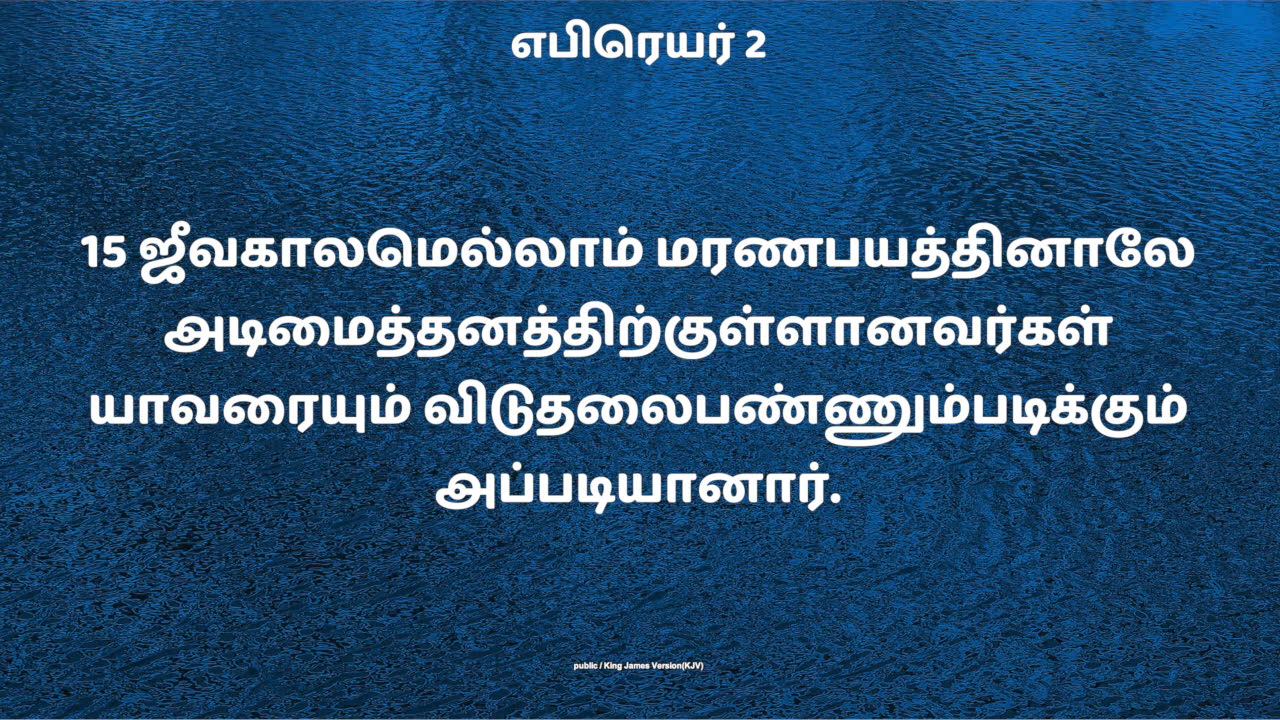 எபிரெயர் 2
15 ஜீவகாலமெல்லாம் மரணபயத்தினாலே
அடிமைத்தனத்திற்குள்ளானவர்கள்
யாவரையும் விடுதலைபண்ணும்படிக்கும்
அப்படியானார்.
public / King James Version(KJV)